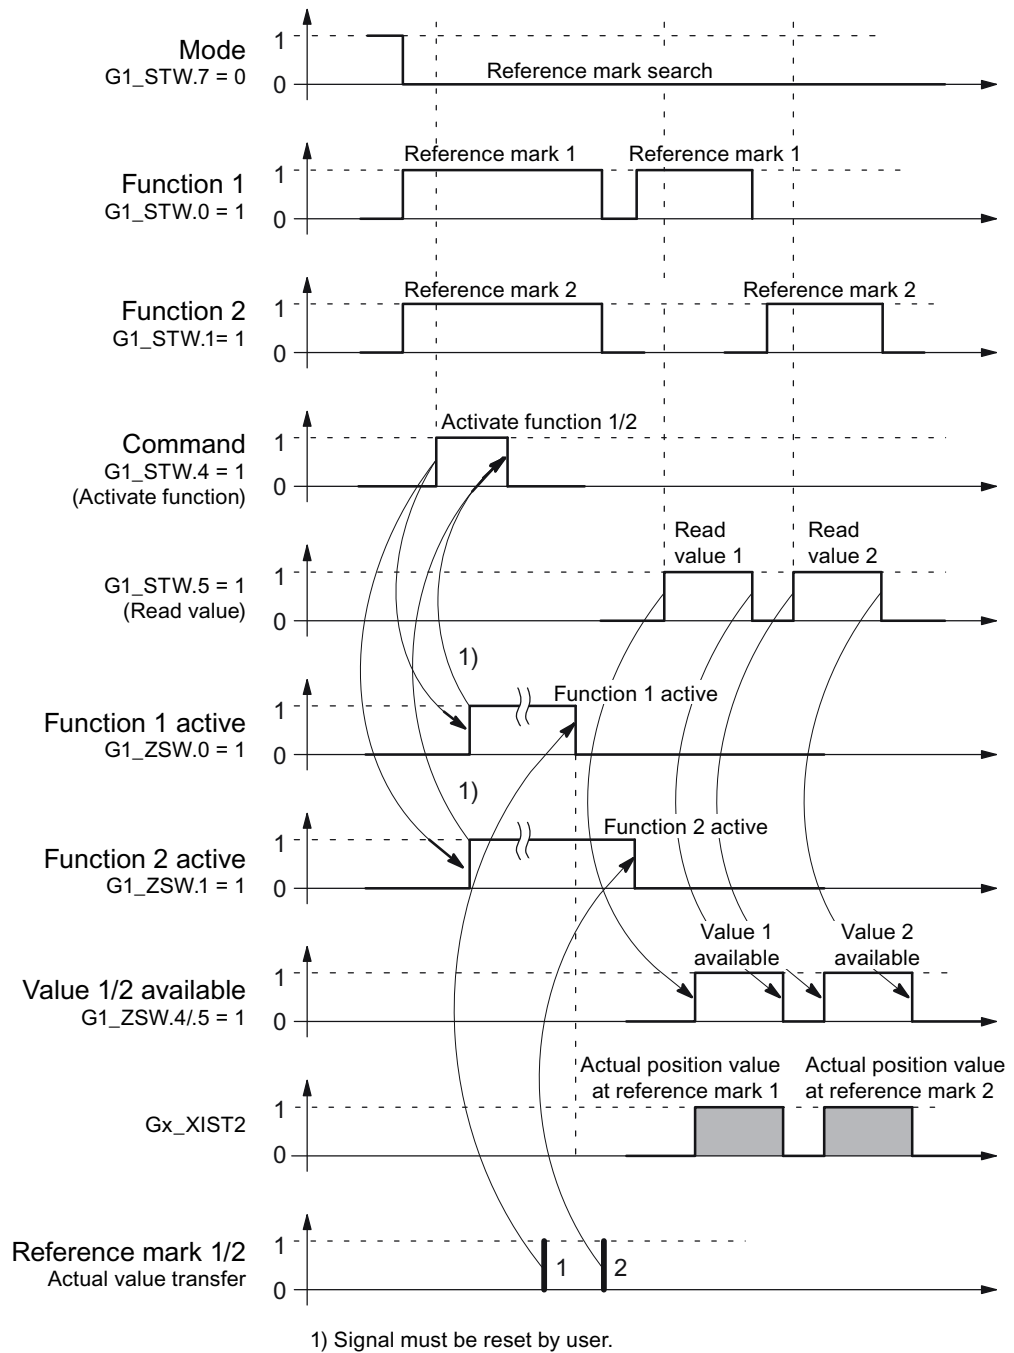 Mode
G1_STW.7 = 0
1
0
Reference mark search
Function 1
G1_STW.0 = 1
1
0
Reference mark 1
Reference mark 1
Function 2
G1_STW.1= 1
1
0
Reference mark 2
Reference mark 2
Command
G1_STW.4 = 1
(Activate function)
1
0
Activate function 1/2
G1_STW.5 = 1
(Read value)
1
0
Read
value 1
Read
value 2
1)
Function 1 active
G1_ZSW.0 = 1
1
0
Function 1 active
1)
Function 2 active
G1_ZSW.1 = 1
1
0
Function 2 active
Value 1/2 available
G1_ZSW.4/.5 = 1
1
0
Value 1
available
Value 2
available
Gx_XIST2
1
0
Actual position value
at reference mark 1
Actual position value
at reference mark 2
Reference mark 1/2
Actual value transfer
1
0
1
2
1) Signal must be reset by user.